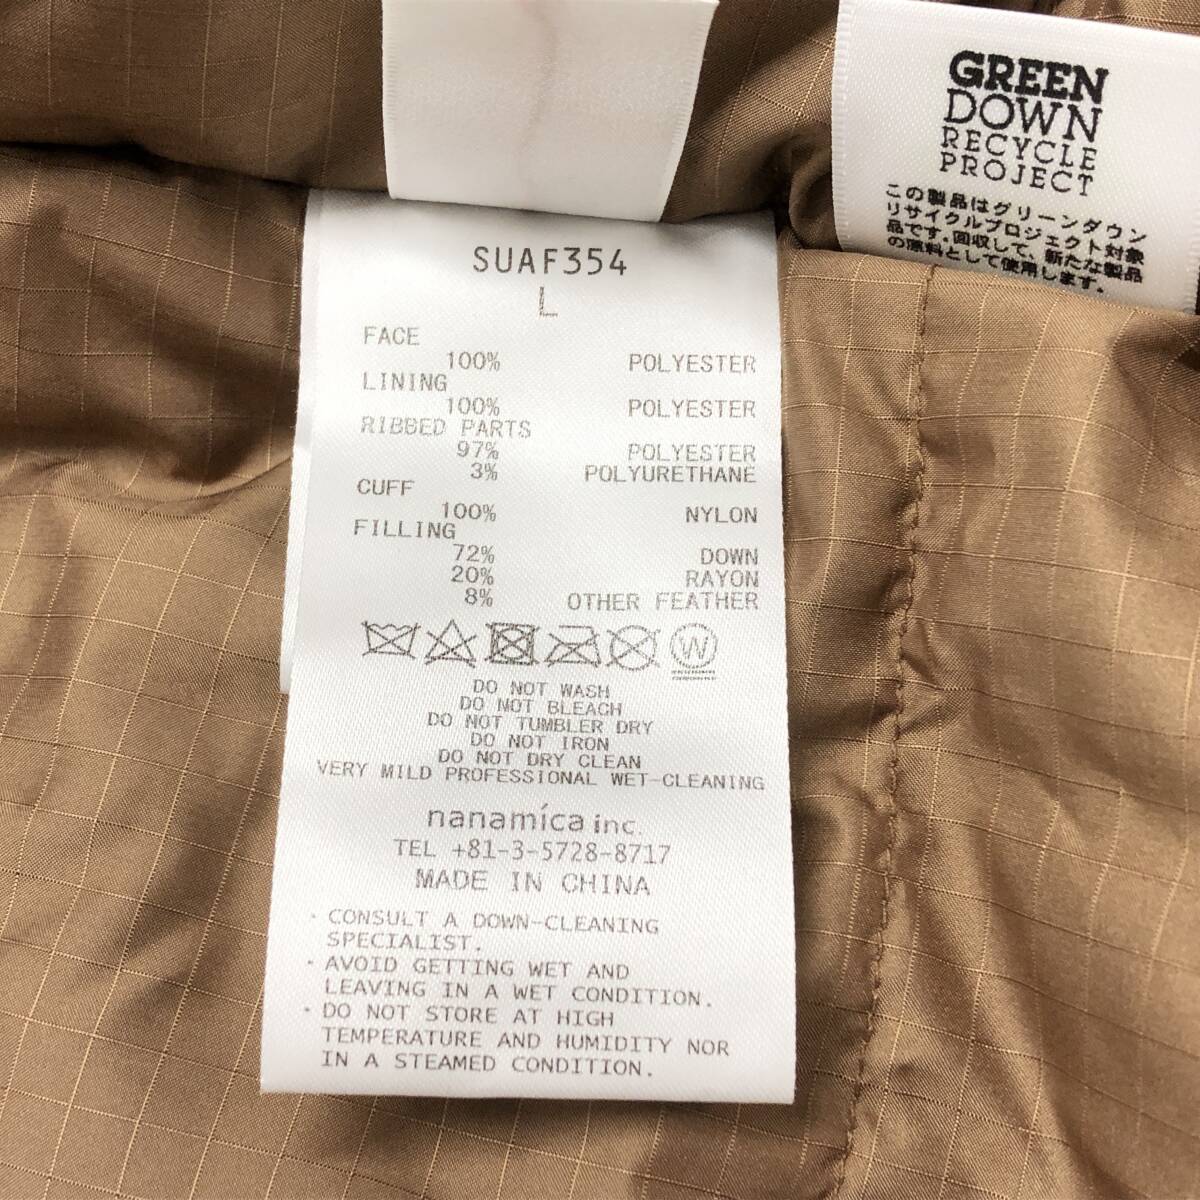 GREEN
DOWN
RECYCLE
PROJECT
この製品はグリーンダウン
リサイクルプロジェクト対象
品です。回収して、新たな製品
の原料として使用します。
SUAF354
L
FACE
100% POLYESTER
LINING
100% POLYESTER
RIBBED PARTS
97% POLYESTER
3% POLYURETHANE
CUFF
100% NYLON
FILLING
72% DOWN
20% RAYON
8% OTHER FEATHER
W
DO NOT WASH
DO NOT BLEACH
DO NOT TUMBLER DRY
DO NOT IRON
DO NOT DRY CLEAN
VERY MILD PROFESSIONAL WET-CLEANING
nanamíca inc.
TEL +81-3-5728-8717
MADE IN CHINA
・CONSULT A DOWN-CLEANING
SPECIALIST.
・AVOID GETTING WET AND
LEAVING IN A WET CONDITION.
・DO NOT STORE AT HIGH
TEMPERATURE AND HUMIDITY NOR
IN A STEAMED CONDITION.